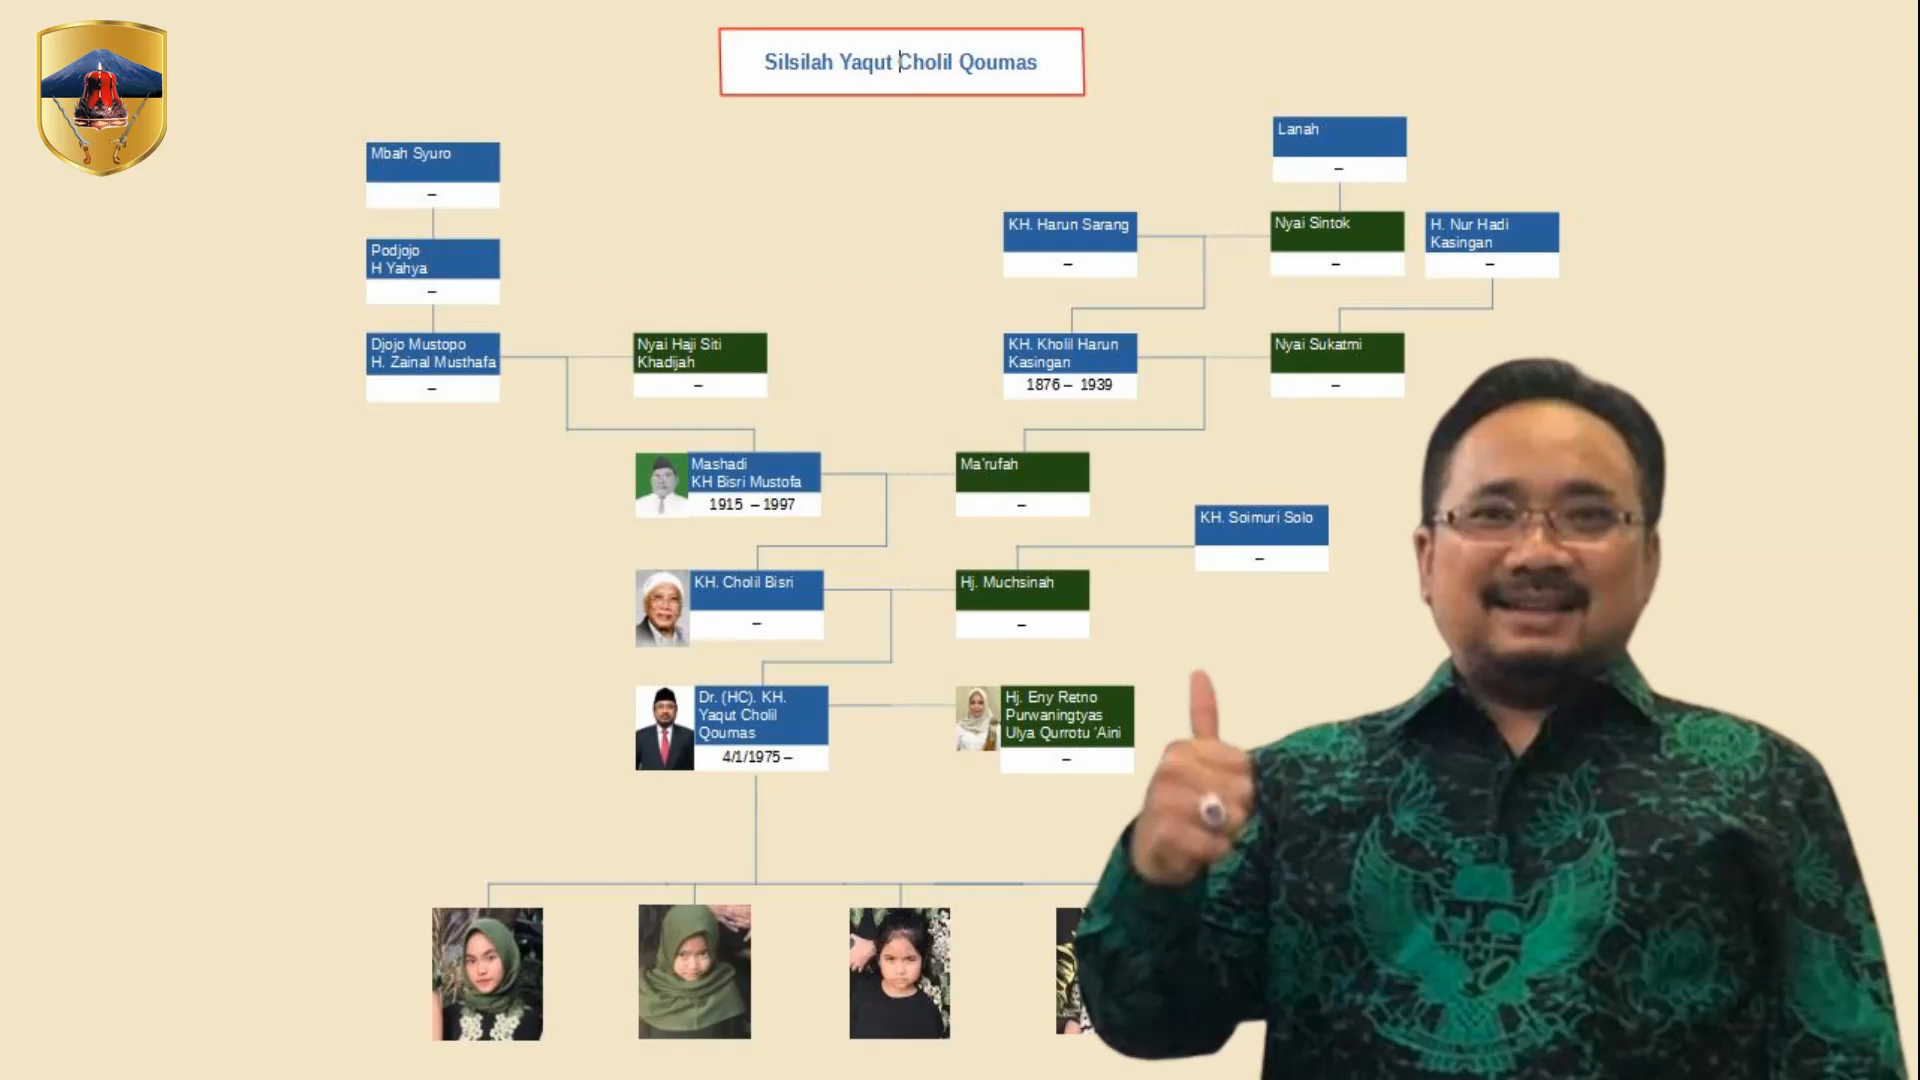 Silsilah Yaqut Cholil Qoumas
Lanah
–
Mbah Syuro
–
KH. Harun Sarang
–
Nyai Sintok
–
H. Nur Hadi
Kasingan
–
Podjojo
H Yahya
–
Djojo Mustopo
H. Zainal Musthafa
–
Nyai Haji Siti
Khadijah
–
KH. Kholil Harun
Kasingan
1876 – 1939
Nyai Sukatmi
–
Mashadi
KH Bisri Mustofa
1915 – 1997
Ma'rufah
–
KH. Soimuri Solo
–
KH. Cholil Bisri
–
Hj. Muchsinah
–
Dr. (HC). KH.
Yaqut Cholil
Qoumas
4/1/1975 –
Hj. Eny Retno
Purwaningtyas
Ulya Qurrotu 'Aini
–